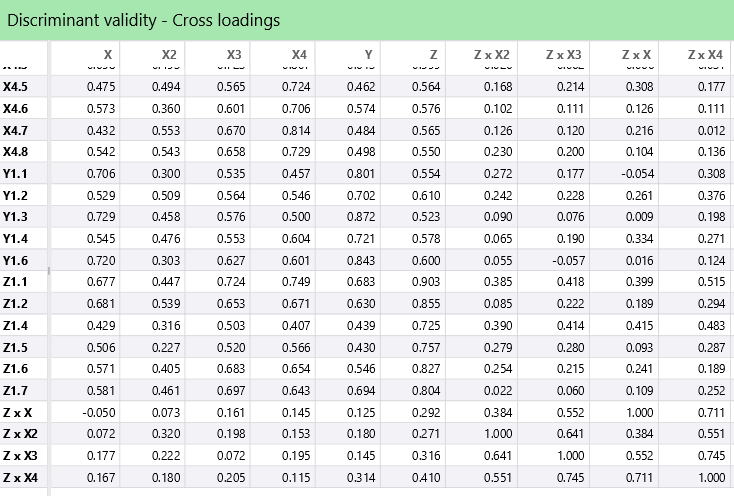 Discriminant validity - Cross loadings
X X2 X3 X4 Y Z Z x X2 Z x X3 Z x X Z x X4
X4.5 0.475 0.494 0.565 0.724 0.462 0.564 0.168 0.214 0.308 0.177
X4.6 0.573 0.360 0.601 0.706 0.574 0.576 0.102 0.111 0.126 0.111
X4.7 0.432 0.553 0.670 0.814 0.484 0.565 0.126 0.120 0.216 0.012
X4.8 0.542 0.543 0.658 0.729 0.498 0.550 0.230 0.200 0.104 0.136
Y1.1 0.706 0.300 0.535 0.457 0.801 0.554 0.272 0.177 -0.054 0.308
Y1.2 0.529 0.509 0.564 0.546 0.702 0.610 0.242 0.228 0.261 0.376
Y1.3 0.729 0.458 0.576 0.500 0.872 0.523 0.090 0.076 0.009 0.198
Y1.4 0.545 0.476 0.553 0.604 0.721 0.578 0.065 0.190 0.334 0.271
Y1.6 0.720 0.303 0.627 0.601 0.843 0.600 0.055 -0.057 0.016 0.124
Z1.1 0.677 0.447 0.724 0.749 0.683 0.903 0.385 0.418 0.399 0.515
Z1.2 0.681 0.539 0.653 0.671 0.630 0.855 0.085 0.222 0.189 0.294
Z1.4 0.429 0.316 0.503 0.407 0.439 0.725 0.390 0.414 0.415 0.483
Z1.5 0.506 0.227 0.520 0.566 0.430 0.757 0.279 0.280 0.093 0.287
Z1.6 0.571 0.405 0.683 0.654 0.546 0.827 0.254 0.215 0.241 0.189
Z1.7 0.581 0.461 0.697 0.643 0.694 0.804 0.022 0.060 0.109 0.252
Z x X -0.050 0.073 0.161 0.145 0.125 0.292 0.384 0.552 1.000 0.711
Z x X2 0.072 0.320 0.198 0.153 0.180 0.271 1.000 0.641 0.384 0.551
Z x X3 0.177 0.222 0.072 0.195 0.145 0.316 0.641 1.000 0.552 0.745
Z x X4 0.167 0.180 0.205 0.115 0.314 0.410 0.551 0.745 0.711 1.000